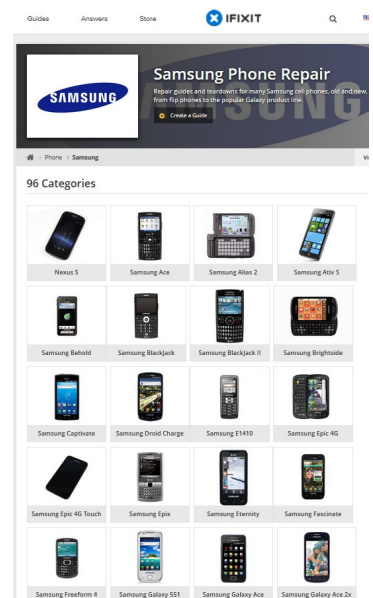 Guides Answers Store IFIXIT
SAMSUNG
Samsung Phone Repair
Repair guides and teardowns for many Samsung cell phones, old and new,
from flip phones to the popular Galaxy product line.
Create a Guide
Phone > Samsung
96 Categories
Nexus S Samsung Ace Samsung Alias 2 Samsung Ativ S
Samsung Behold Samsung BlackJack Samsung BlackJack II Samsung Brightside
Samsung Captivate Samsung Droid Charge Samsung E1410 Samsung Epic 4G
Samsung Epic 4G Touch Samsung Epix Samsung Eternity Samsung Fascinate
Samsung Freeform 4 Samsung Galaxy 551 Samsung Galaxy Ace Samsung Galaxy Ace 2x